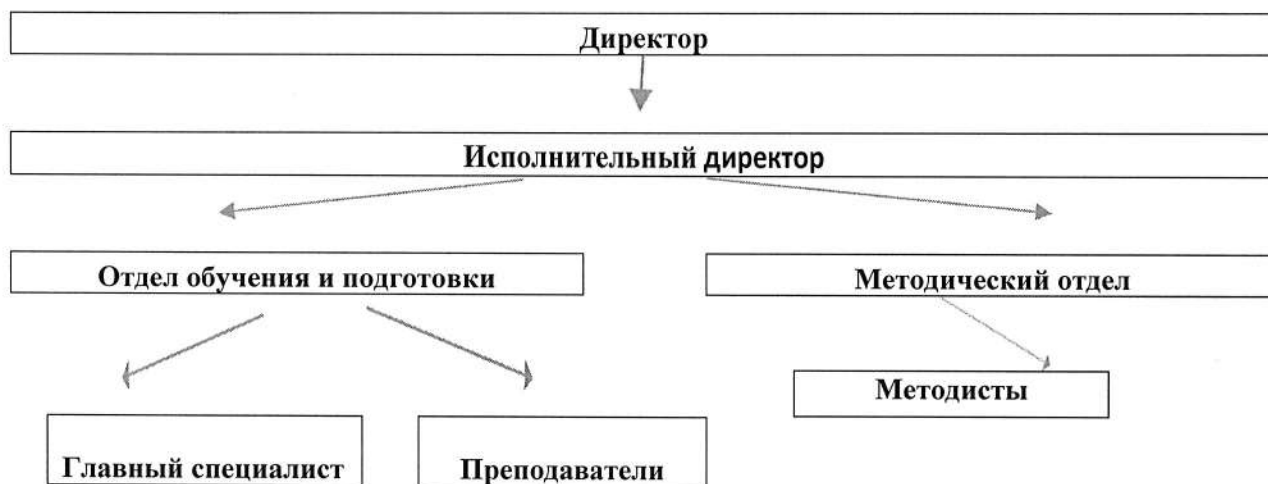 Директор
Исполнительный директор
Отдел обучения и подготовки
Методический отдел
Методисты
Главный специалист
Преподаватели